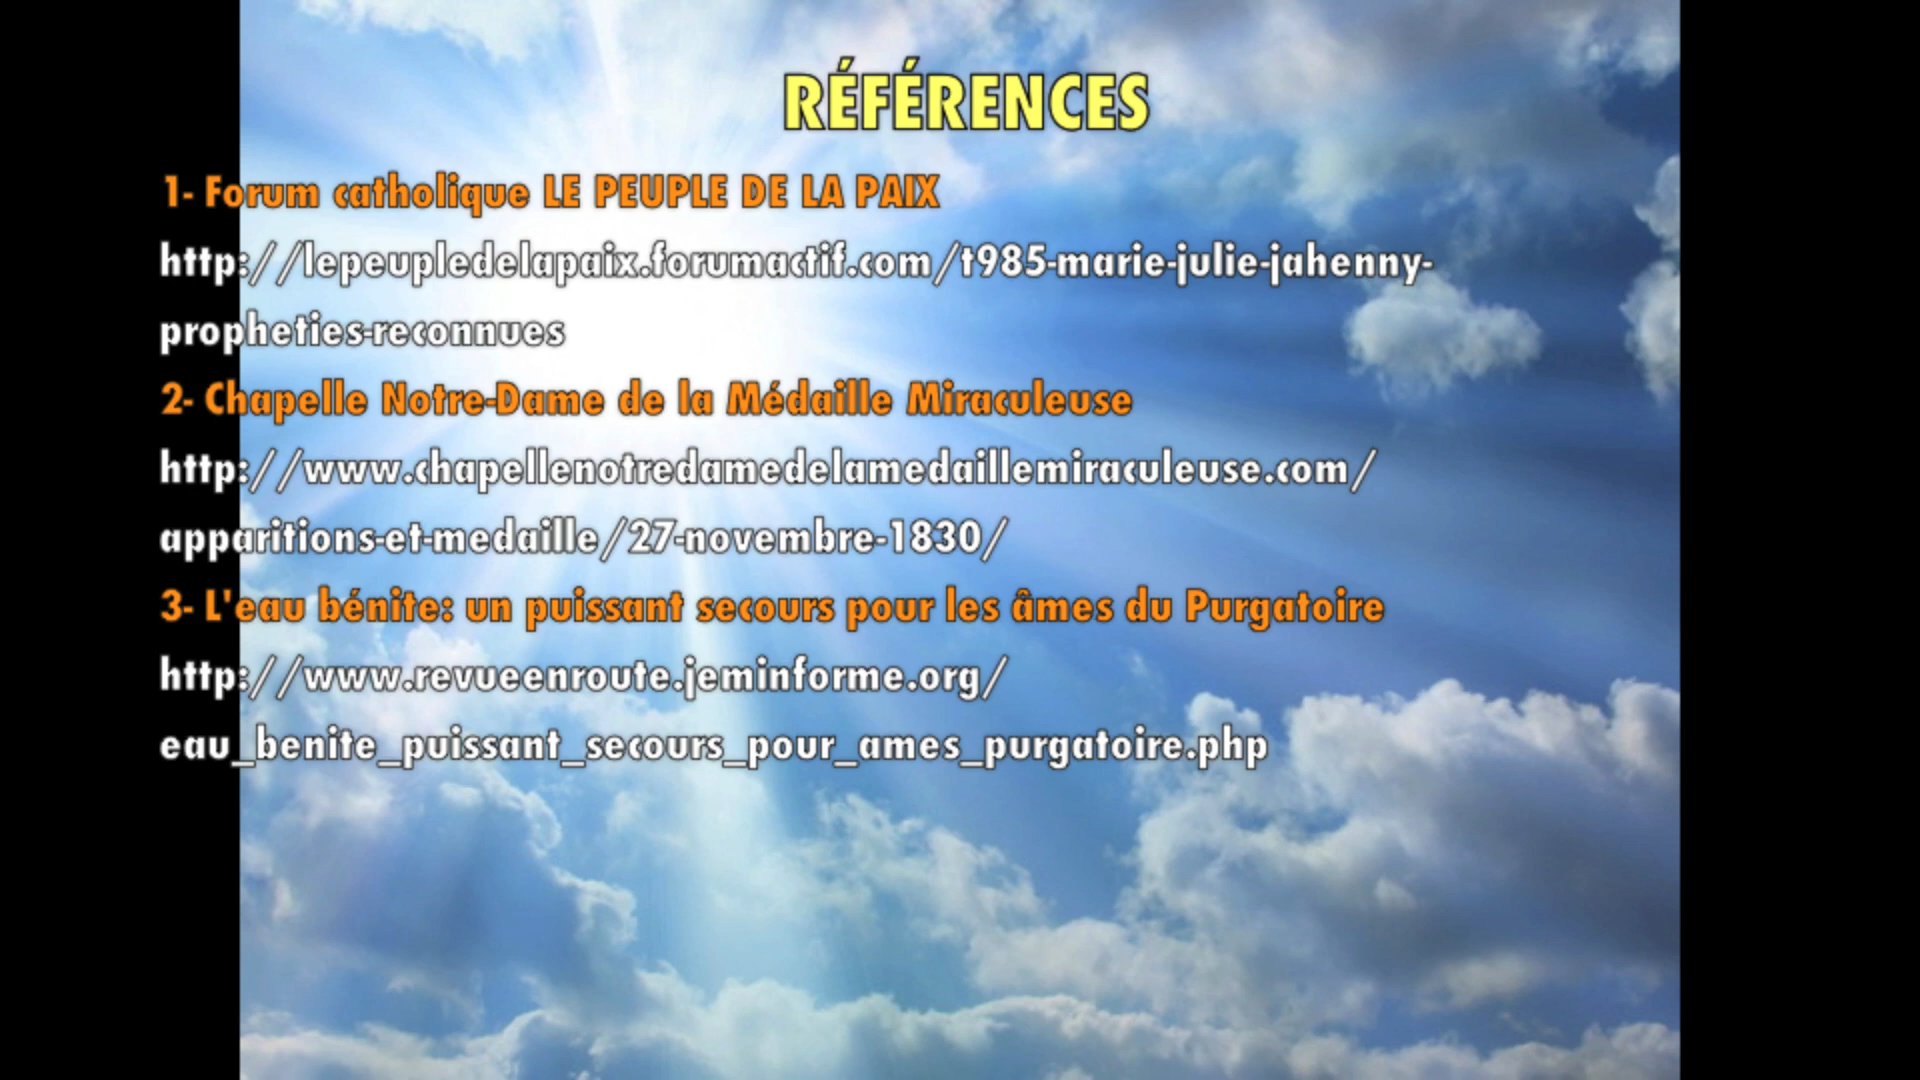 RÉFÉRENCES
1- Forum catholique LE PEUPLE DE LA PAIX
http://lepeupledelapaix.forumactif.com/t985-marie-julie-jahenny-
propheties-reconnues
2- Chapelle Notre-Dame de la Médaille Miraculeuse
http://www.chapellenotredamedelamedaillemiraculeuse.com/
apparitions-et-medaille/27-novembre-1830/
3- L'eau bénite: un puissant secours pour les âmes du Purgatoire
http://www.revueenroute.jeminforme.org/
eau_benite_puissant_secours_pour_ames_purgatoire.php